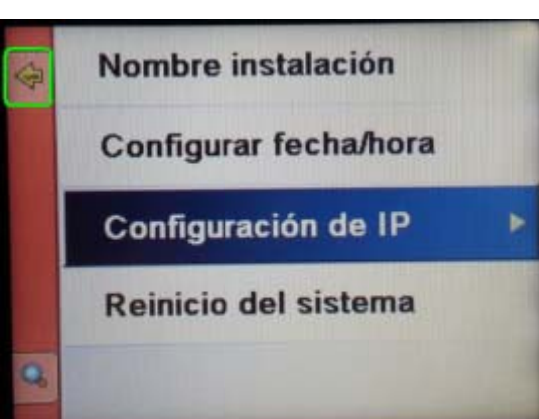 Nombre instalación
Configurar fecha/hora
Configuración de IP
Reinicio del sistema